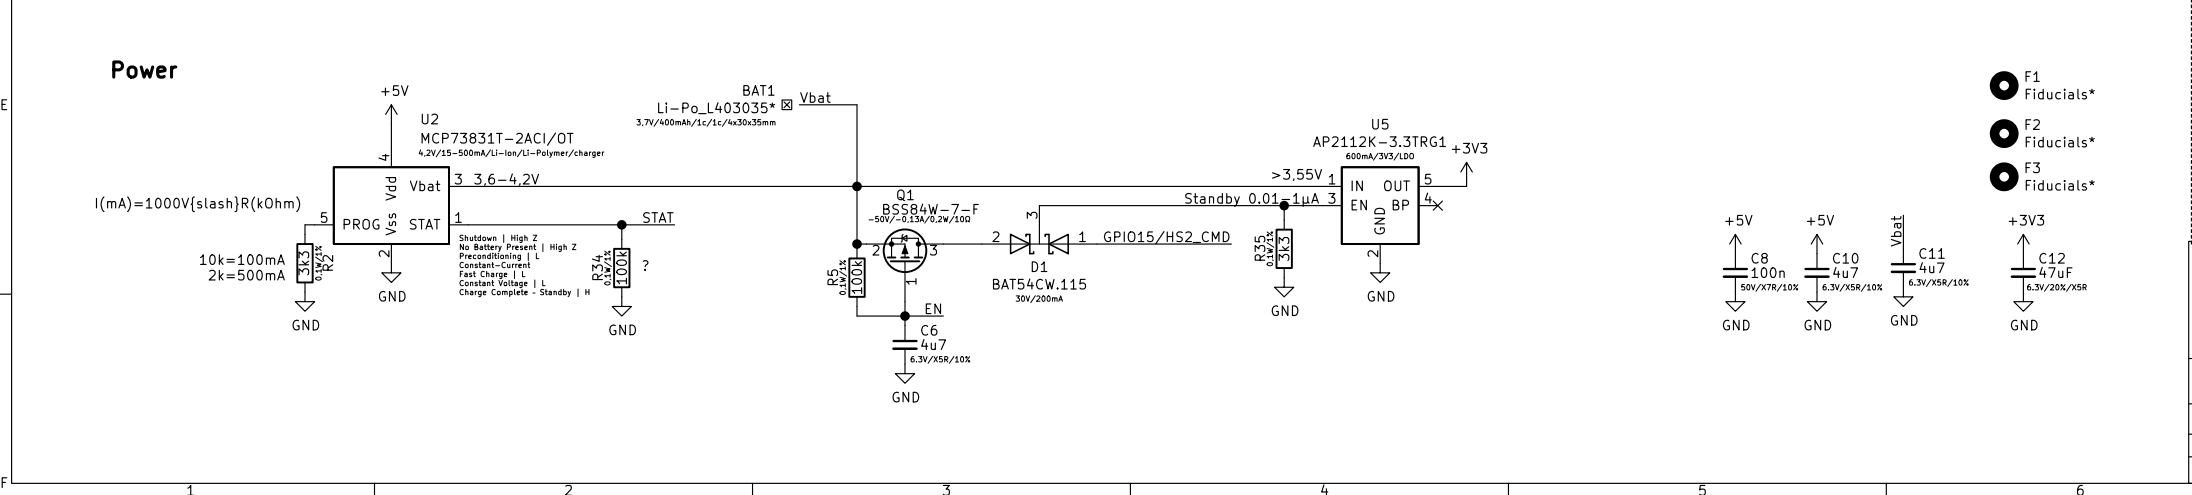 Power
E
+5V
U2
MCP73831T-2ACI/OT
4,2V/15-500mA/Li-Ion/Li-Polymer/charger
4
Vdd
Vbat
3
3,6-4,2V
I(mA)=1000V{slash}R(kOhm)
5
PROG
Vss
STAT
1
STAT
2
GND
10k=100mA
2k=500mA
3k3
0,1W/1%
R2
GND
Shutdown | High Z
No Battery Present | High Z
Preconditioning | L
Constant-Current
Fast Charge | L
Constant Voltage | L
Charge Complete - Standby | H
R34
0,1W/1%
100k
?
GND
BAT1
Li-Po_L403035*
3,7V/400mAh/1c/1c/4x30x35mm
Vbat
Q1
BSS84W-7-F
-50V/-0,13A/0,2W/10Ω
2
3
1
R5
0,1W/1%
100k
EN
C6
4u7
6.3V/X5R/10%
GND
2
3
1
GPIO15/HS2_CMD
D1
BAT54CW.115
30V/200mA
>3,55V
Standby 0.01-1µA
R35
0,1W/1%
3k3
GND
U5
AP2112K-3.3TRG1
600mA/3V3/LDO
1
IN
OUT
5
3
EN
BP
4
GND
2
GND
+3V3
+5V
C8
100n
50V/X7R/10%
GND
+5V
C10
4u7
6.3V/X5R/10%
GND
Vbat
C11
4u7
6.3V/X5R/10%
GND
+3V3
C12
47uF
6.3V/20%/X5R
GND
F1
Fiducials*
F2
Fiducials*
F3
Fiducials*
F
1
2
3
4
5
6